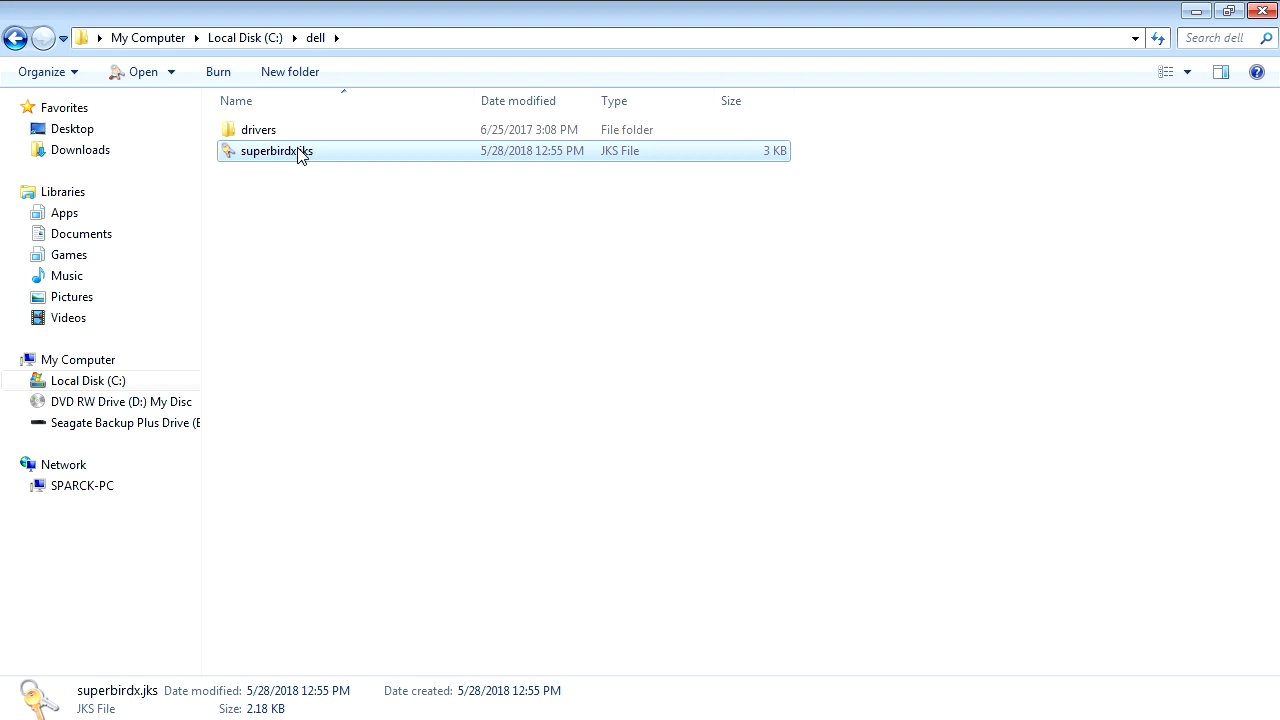 My Computer Local Disk (C:) dell Search dell
Organize Open Burn New folder
Name Date modified Type Size
drivers 6/25/2017 3:08 PM File folder
5/28/2018 12:55 PM JKS File 3 KB
Favorites
Desktop
Downloads
Libraries
Apps
Documents
Games
Music
Pictures
Videos
My Computer
Local Disk (C:)
DVD RW Drive (D:) My Disc
Seagate Backup Plus Drive (E
Network
SPARCK-PC
superbirdx.jks Date modified: 5/28/2018 12:55 PM Date created: 5/28/2018 12:55 PM
JKS File Size: 2.18 KB